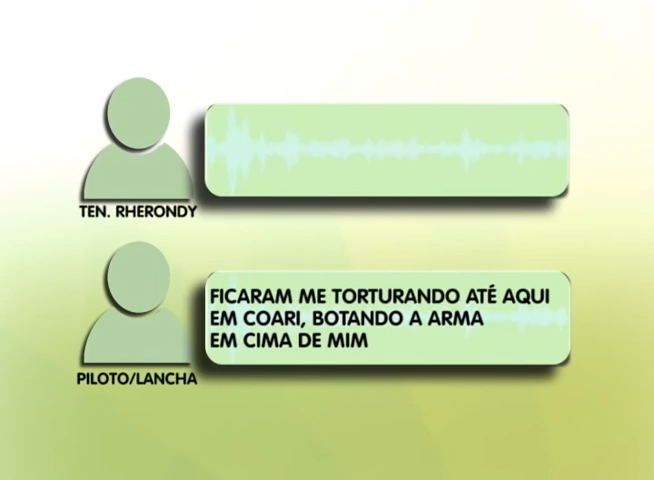 TEN. RHERONDY
FICARAM ME TORTURANDO ATÉ AQUI
EM COARI, BOTANDO A ARMA
EM CIMA DE MIM
PILOTO/LANCHA